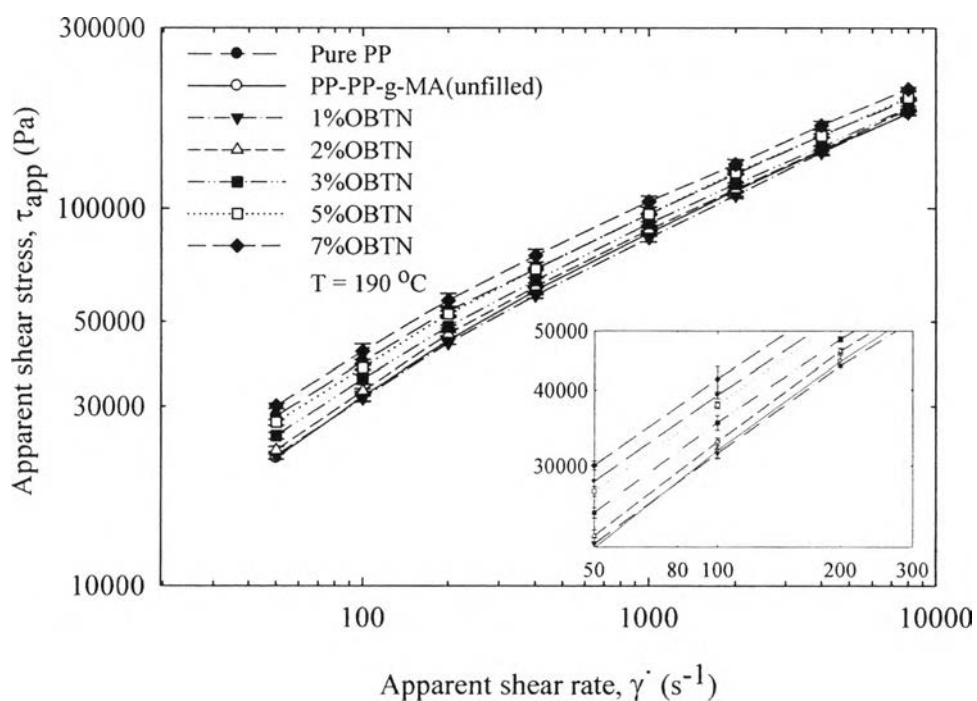 300000
100000
50000
30000
10000
Apparent shear stress, τapp (Pa)
Pure PP
PP-PP-g-MA(unfilled)
1%OBTN
2%OBTN
3%OBTN
5%OBTN
7%OBTN
T = 190 °C
50000
40000
30000
50
80
100
200
300
100
1000
10000
Apparent shear rate, γ˙ (s⁻¹)